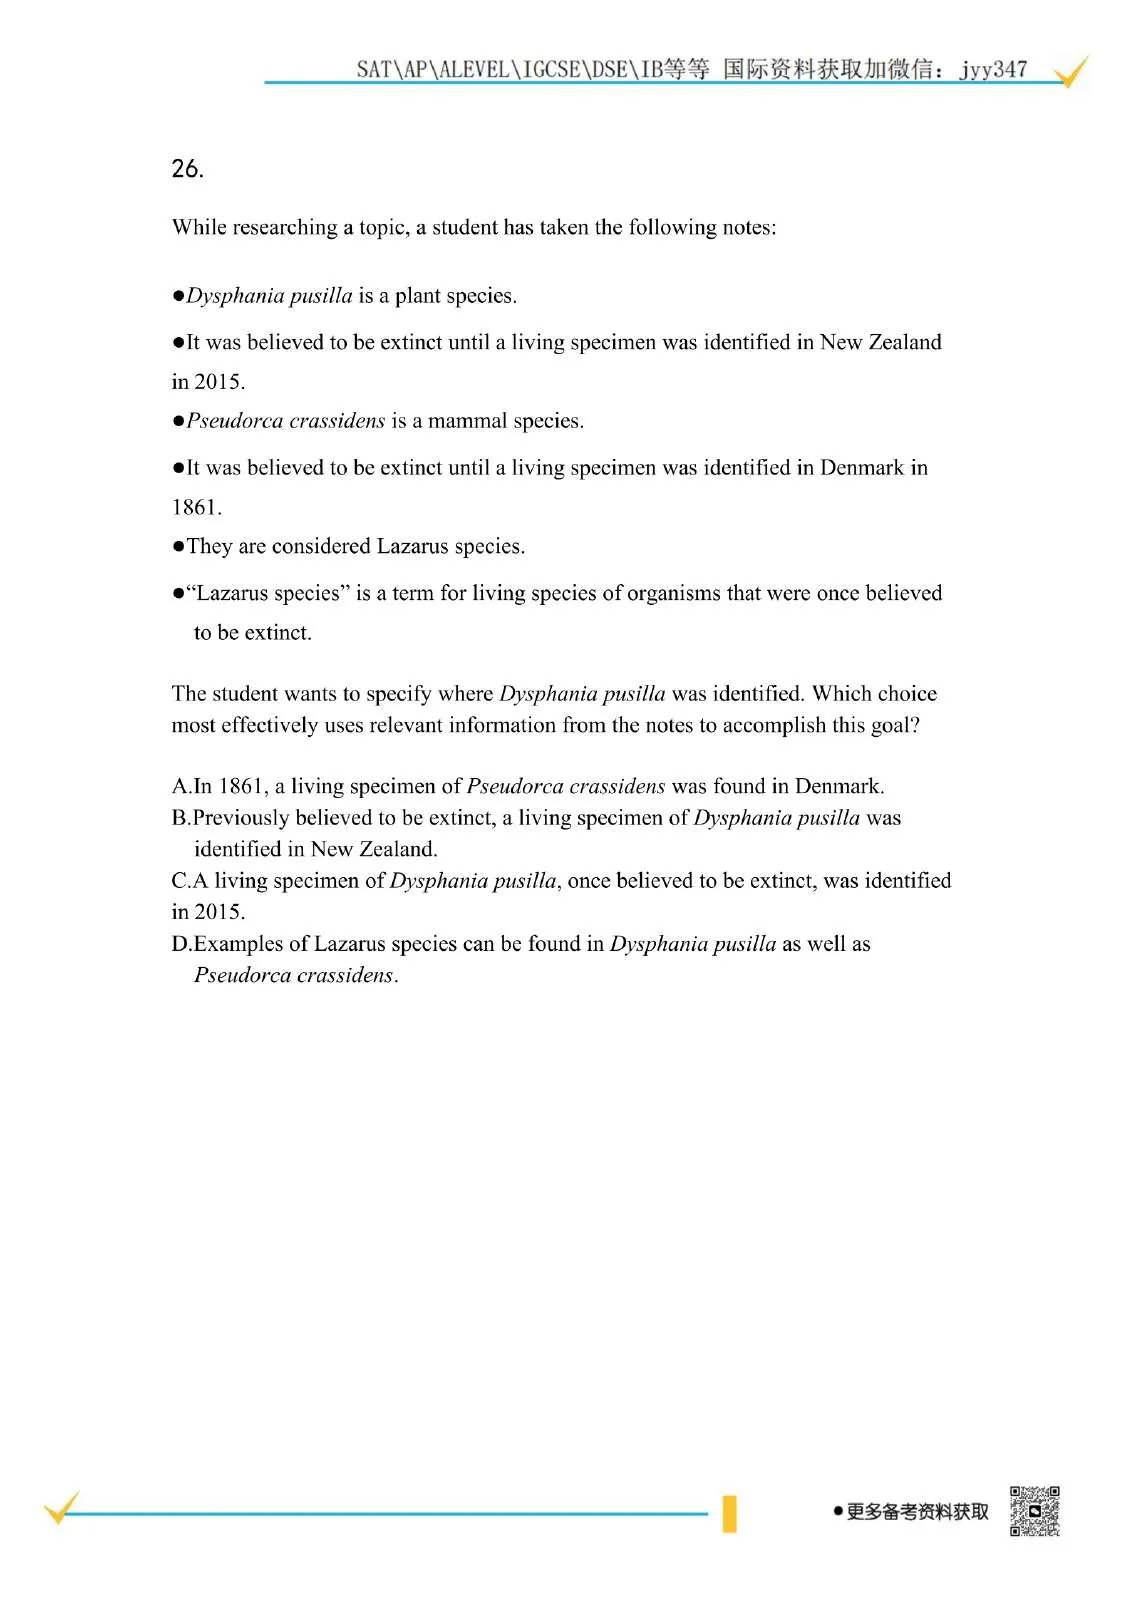 SAT\AP\ALEVEL\IGCSE\DSE\IB等等 国际资料获取加微信：jyy347
26.
While researching a topic, a student has taken the following notes:
●Dysphania pusilla is a plant species.
●It was believed to be extinct until a living specimen was identified in New Zealand
in 2015.
●Pseudorca crassidens is a mammal species.
●It was believed to be extinct until a living specimen was identified in Denmark in
1861.
●They are considered Lazarus species.
●“Lazarus species” is a term for living species of organisms that were once believed
to be extinct.
The student wants to specify where Dysphania pusilla was identified. Which choice
most effectively uses relevant information from the notes to accomplish this goal?
A.In 1861, a living specimen of Pseudorca crassidens was found in Denmark.
B.Previously believed to be extinct, a living specimen of Dysphania pusilla was
identified in New Zealand.
C.A living specimen of Dysphania pusilla, once believed to be extinct, was identified
in 2015.
D.Examples of Lazarus species can be found in Dysphania pusilla as well as
Pseudorca crassidens.
●更多备考资料获取